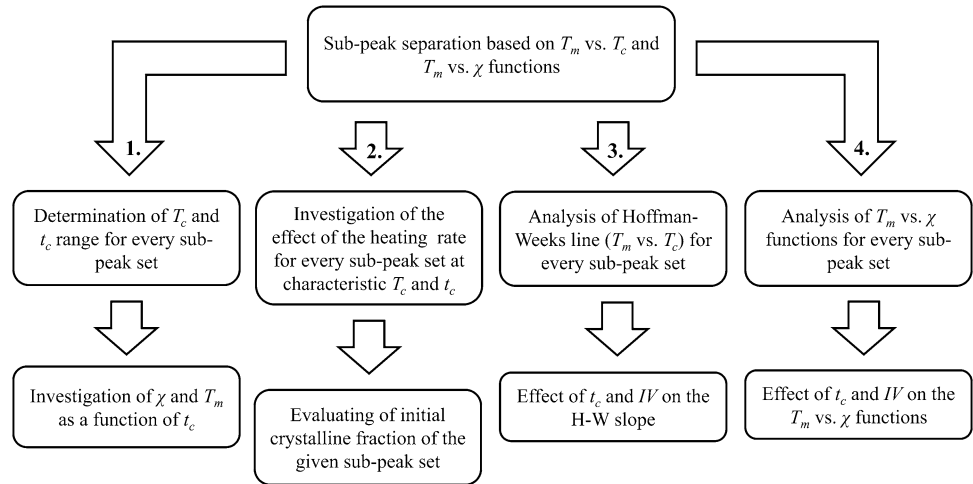 Sub-peak separation based on Tm vs. Tc and
Tm vs. χ functions
1.
2.
3.
4.
Determination of Tc and
tc range for every sub-
peak set
Investigation of the
effect of the heating rate
for every sub-peak set at
characteristic Tc and tc
Analysis of Hoffman-
Weeks line (Tm vs. Tc) for
every sub-peak set
Analysis of Tm vs. χ
functions for every sub-
peak set
Investigation of χ and Tm
as a function of tc
Evaluating of initial
crystalline fraction of the
given sub-peak set
Effect of tc and IV on the
H-W slope
Effect of tc and IV on the
Tm vs. χ functions